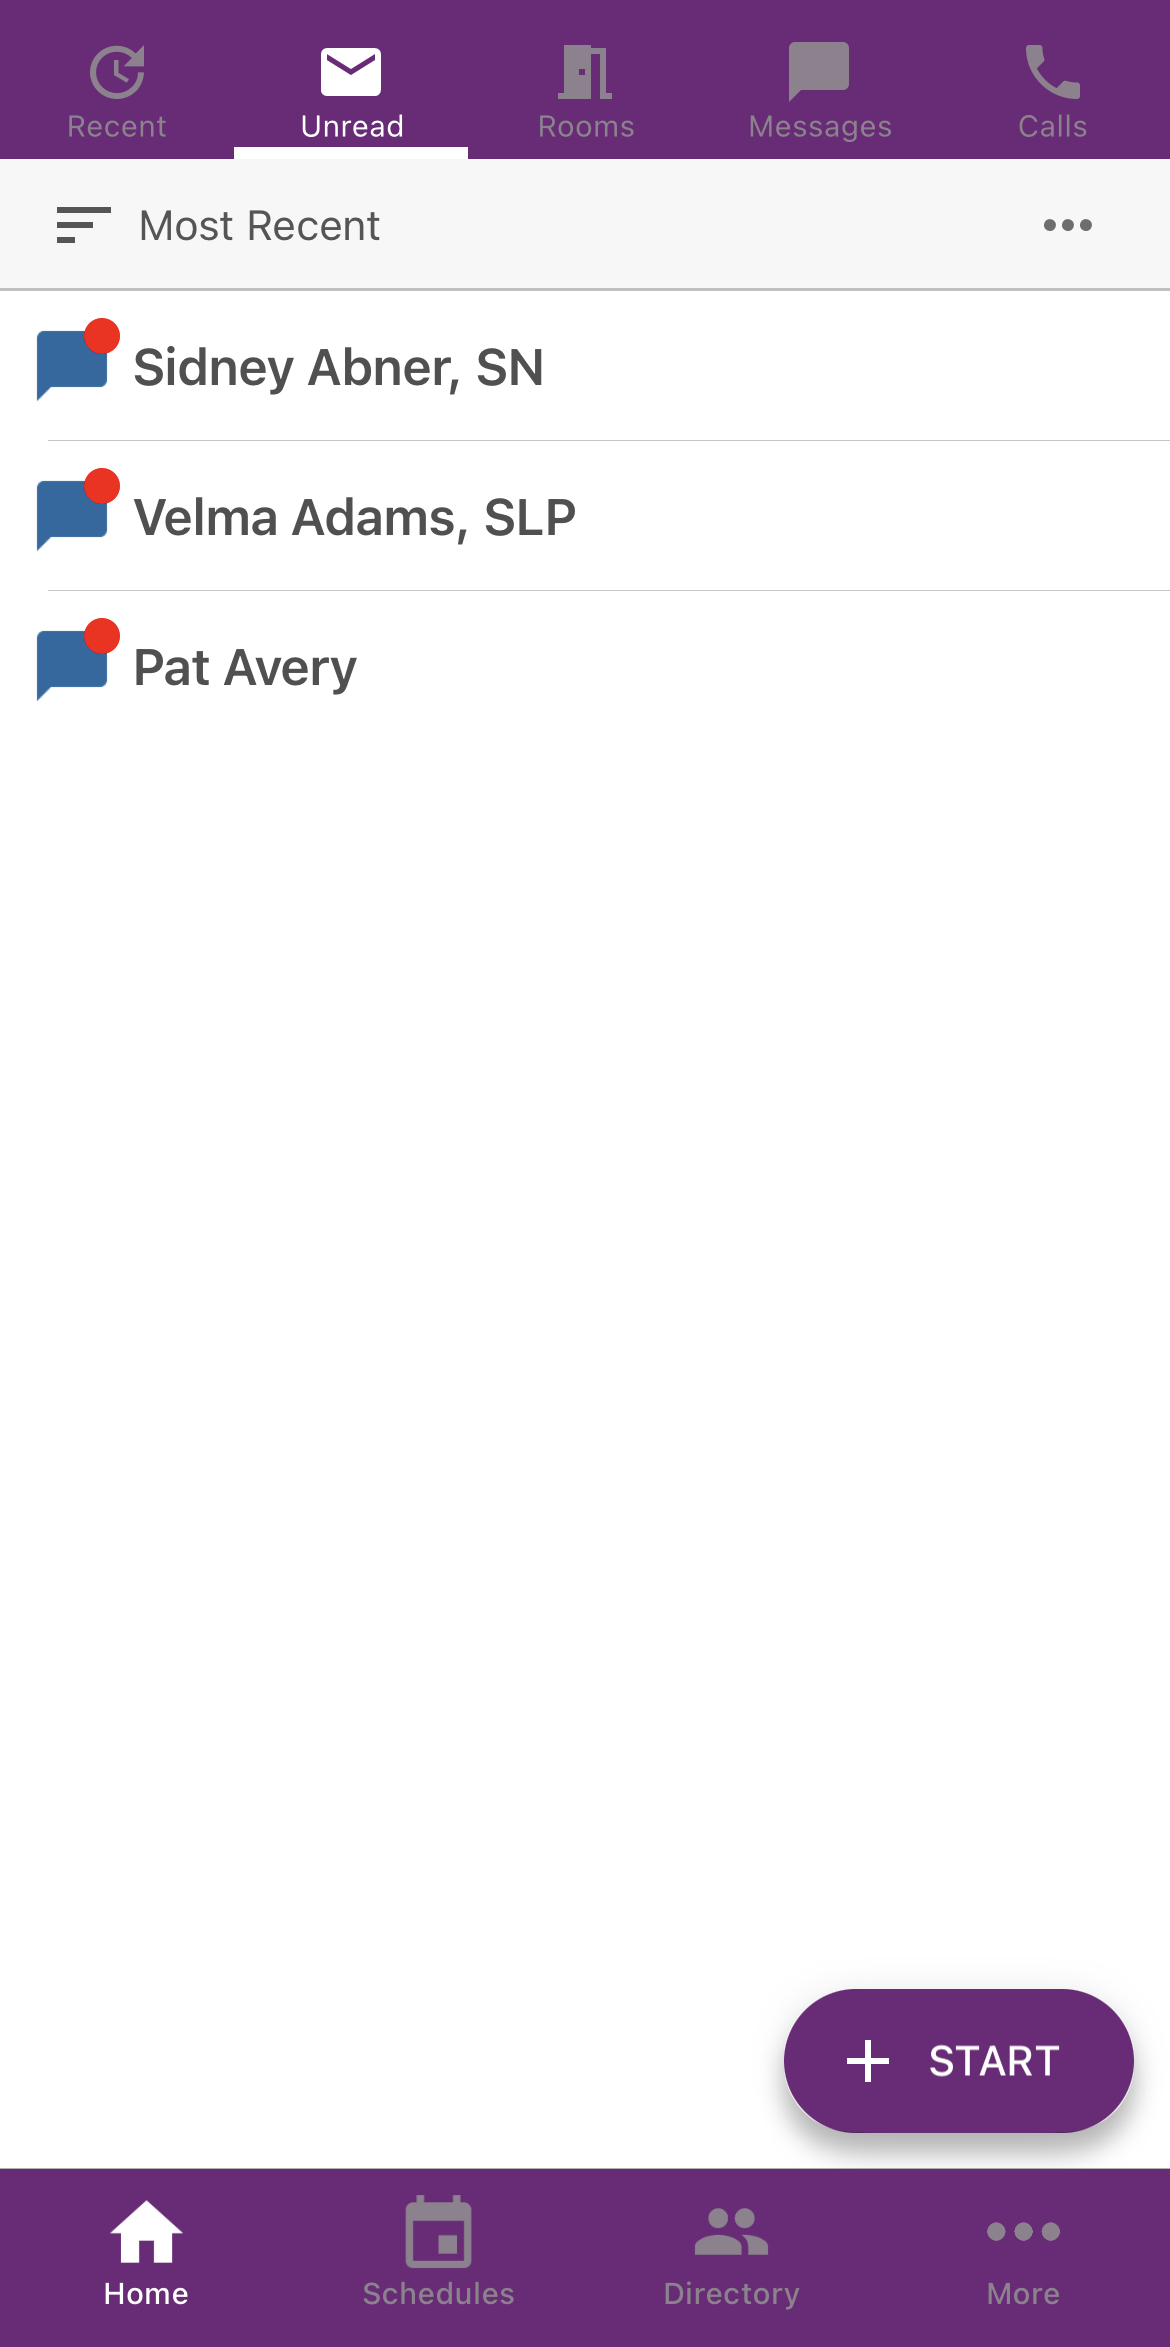 Recent
Unread
Rooms
Messages
Calls
Most Recent
Sidney Abner, SN
Velma Adams, SLP
Pat Avery
START
Home
Schedules
Directory
More